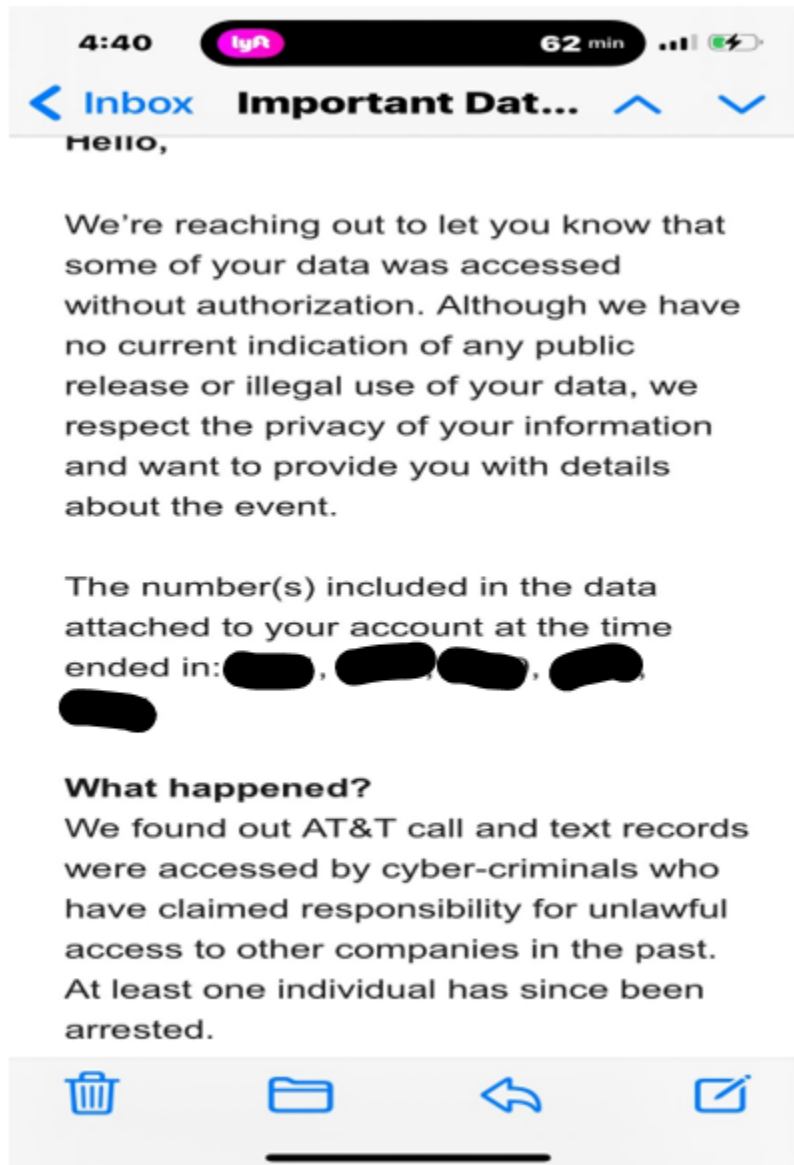 4:40 lyft 62 min
Inbox Important Dat...
Hello,
We're reaching out to let you know that
some of your data was accessed
without authorization. Although we have
no current indication of any public
release or illegal use of your data, we
respect the privacy of your information
and want to provide you with details
about the event.
The number(s) included in the data
attached to your account at the time
ended in: , , , ,
What happened?
We found out AT&T call and text records
were accessed by cyber-criminals who
have claimed responsibility for unlawful
access to other companies in the past.
At least one individual has since been
arrested.